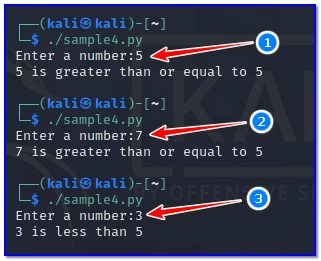 ┌──(kali㉿kali)-[~]
└─$ ./sample4.py
Enter a number:5
5 is greater than or equal to 5
1
┌──(kali㉿kali)-[~]
└─$ ./sample4.py
Enter a number:7
7 is greater than or equal to 5
2
┌──(kali㉿kali)-[~]
└─$ ./sample4.py
Enter a number:3
3 is less than 5
3